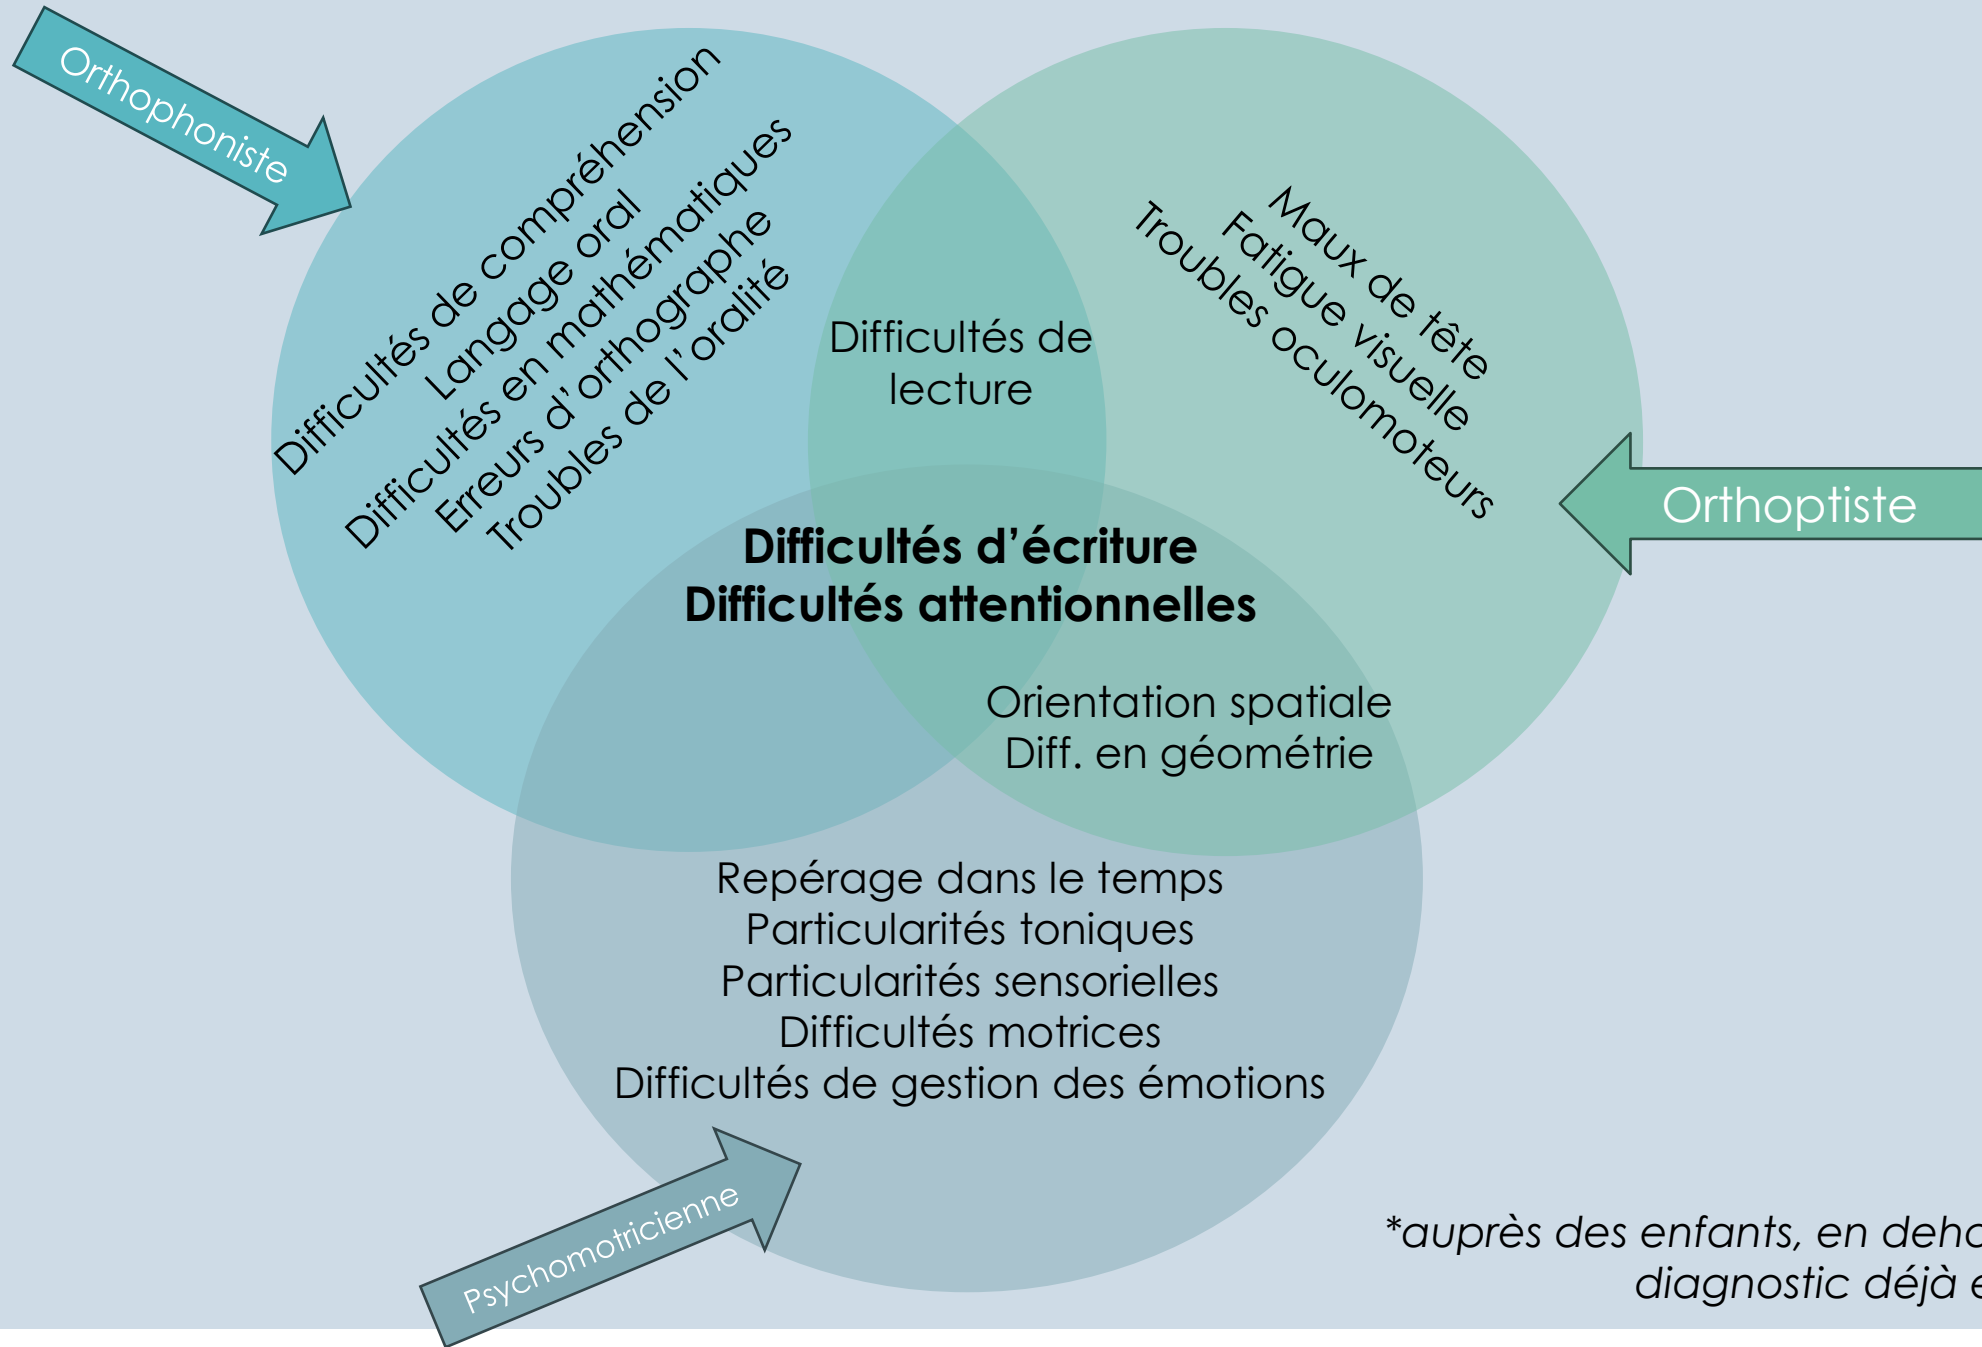 Orthophoniste
Difficultés de compréhension
Langage oral
Difficultés en mathématiques
Erreurs d’orthographe
Troubles de l’oralité
Difficultés de
lecture
Maux de tête
Fatigue visuelle
Troubles oculomoteurs
Orthoptiste
Difficultés d’écriture
Difficultés attentionnelles
Orientation spatiale
Diff. en géométrie
Repérage dans le temps
Particularités toniques
Particularités sensorielles
Difficultés motrices
Difficultés de gestion des émotions
Psychomotricienne
*auprès des enfants, en
diagnostic déjà